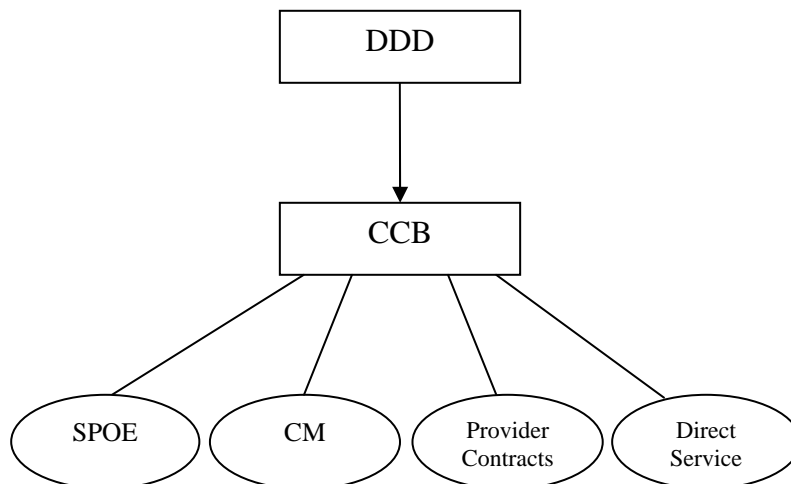 DDD
CCB
SPOE
CM
Provider
Contracts
Direct
Service